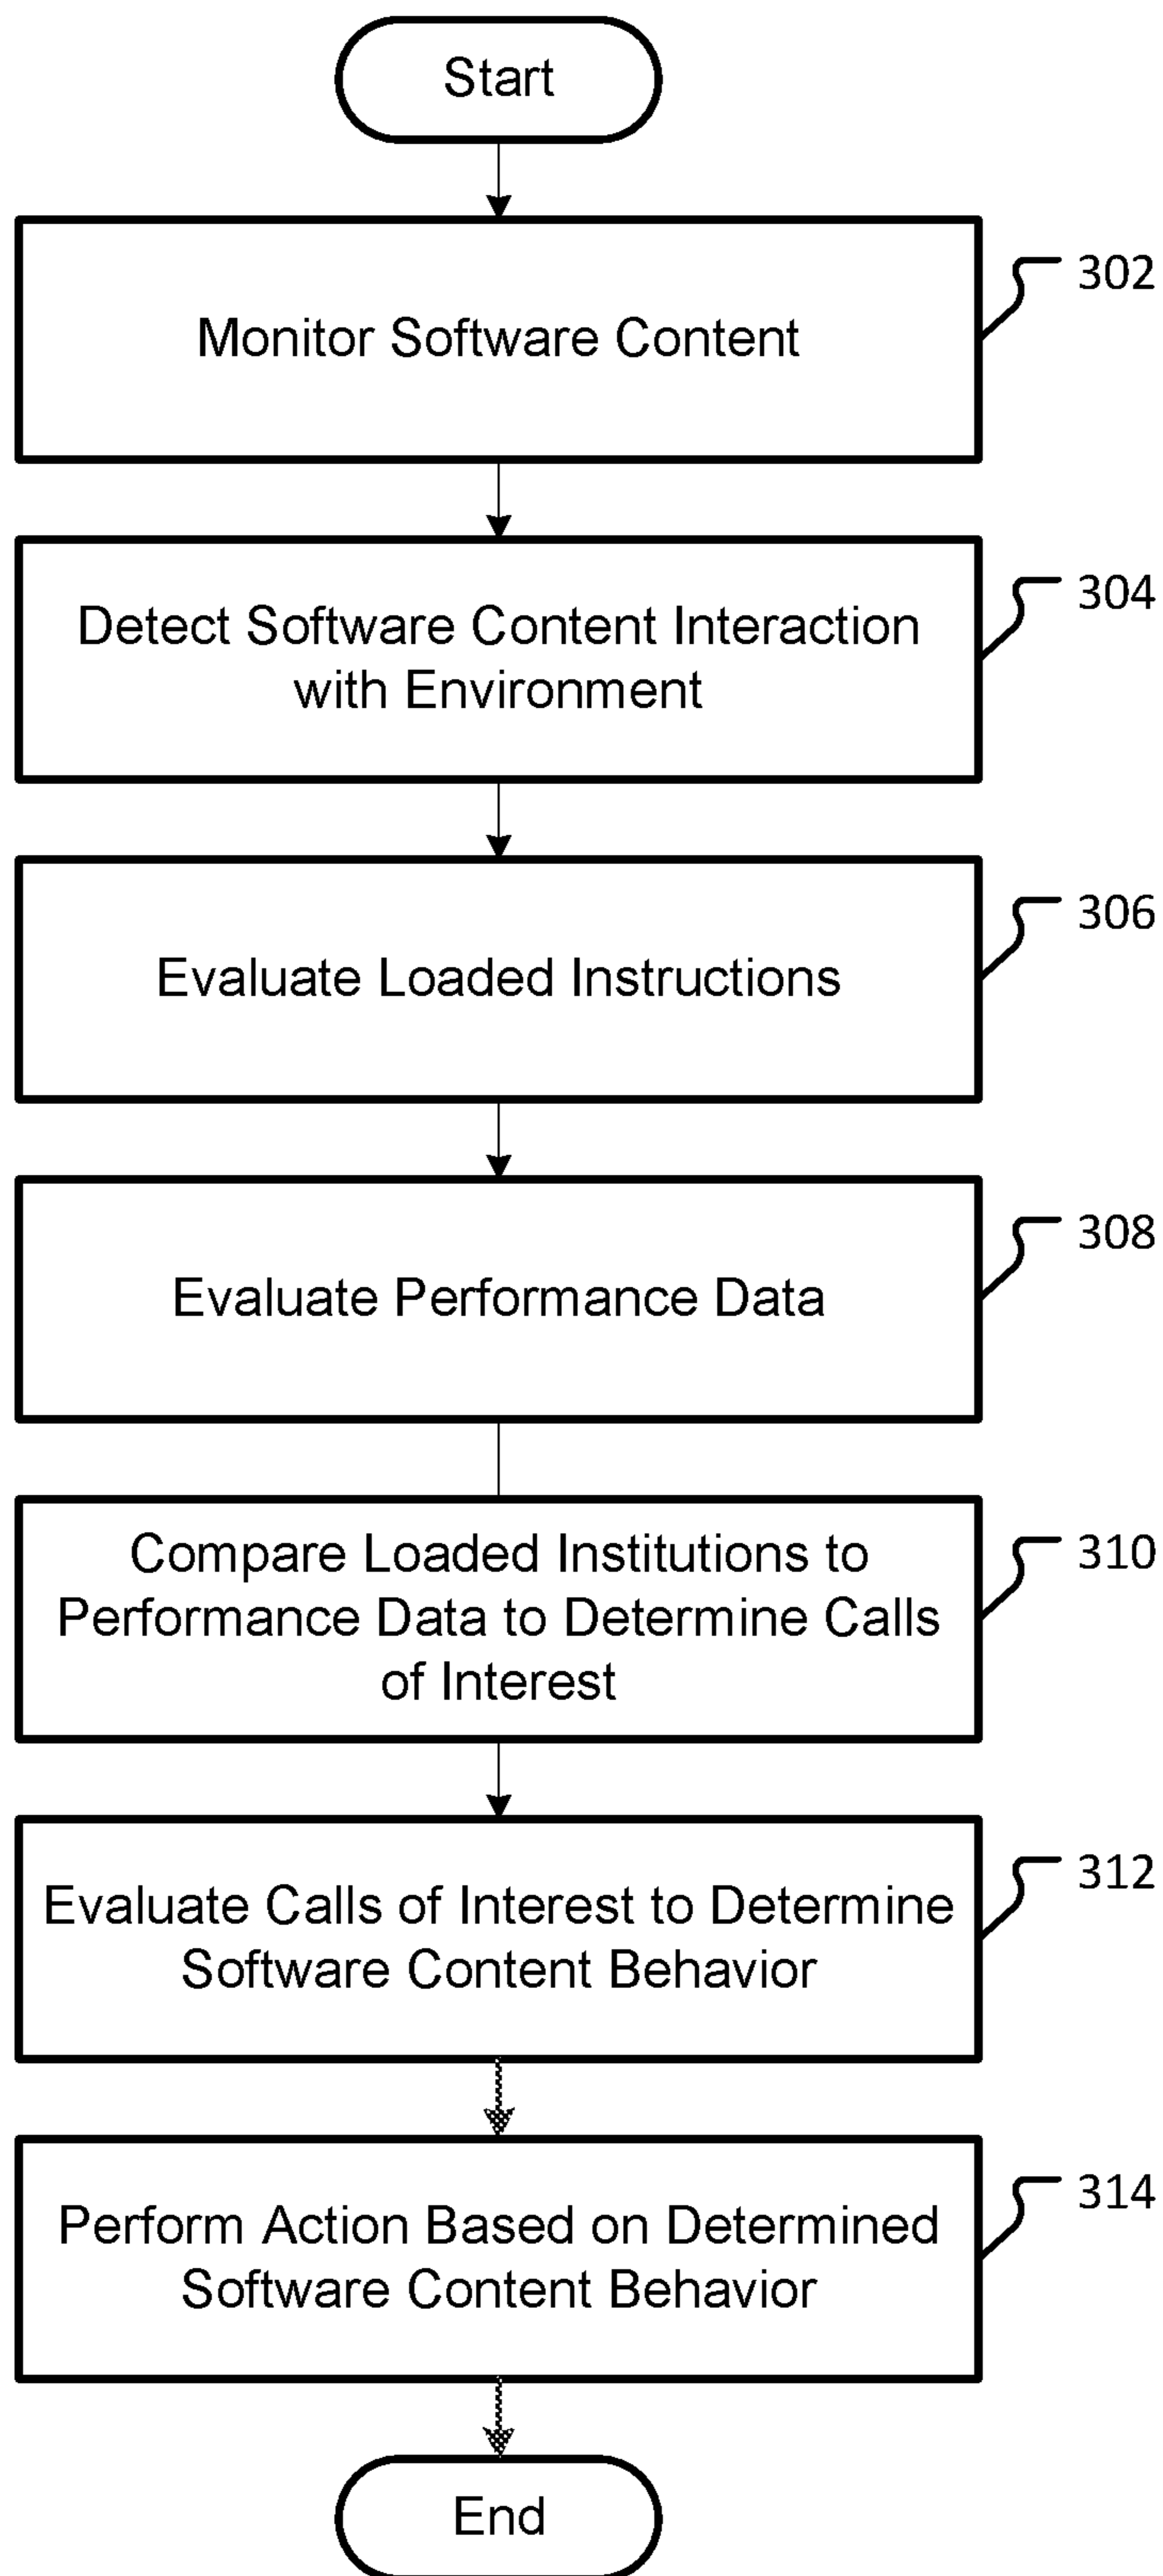 Start
Monitor Software Content
302
Detect Software Content Interaction
with Environment
304
Evaluate Loaded Instructions
306
Evaluate Performance Data
308
Compare Loaded Institutions to
Performance Data to Determine Calls
of Interest
310
Evaluate Calls of Interest to Determine
Software Content Behavior
312
Perform Action Based on Determined
Software Content Behavior
314
End